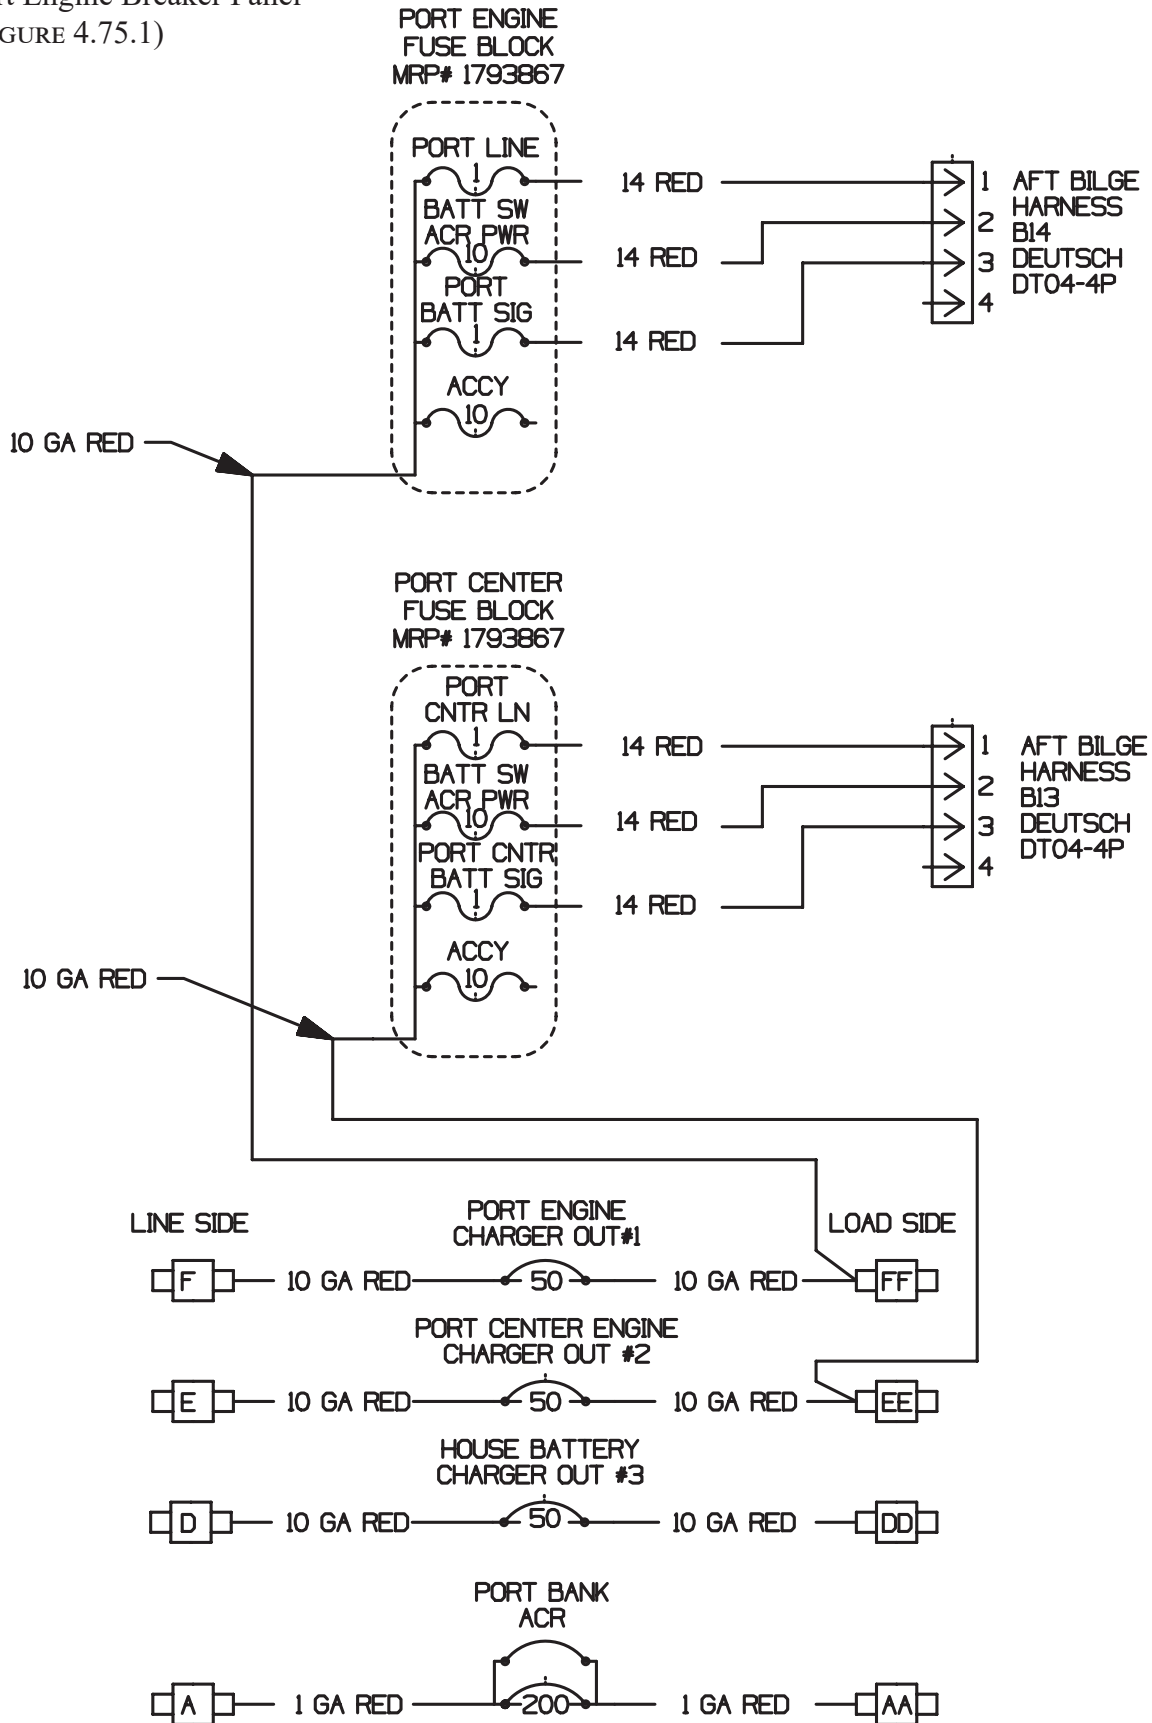 rt Engine Breaker Panel
GURE 4.75.1)
PORT ENGINE
FUSE BLOCK
MRP# 1793867
PORT LINE
1
14 RED
BATT SW
ACR PWR
10
14 RED
PORT
BATT SIG
1
14 RED
ACCY
10
1
2
3
4
AFT BILGE
HARNESS
B14
DEUTSCH
DT04-4P
10 GA RED
PORT CENTER
FUSE BLOCK
MRP# 1793867
PORT
CNTR LN
1
14 RED
BATT SW
ACR PWR
10
14 RED
PORT CNTR
BATT SIG
1
14 RED
ACCY
10
1
2
3
4
AFT BILGE
HARNESS
B13
DEUTSCH
DT04-4P
10 GA RED
LINE SIDE
LOAD SIDE
PORT ENGINE
CHARGER OUT#1
F 10 GA RED 50 10 GA RED FF
PORT CENTER ENGINE
CHARGER OUT #2
E 10 GA RED 50 10 GA RED EE
HOUSE BATTERY
CHARGER OUT #3
D 10 GA RED 50 10 GA RED DD
PORT BANK
ACR
A 1 GA RED 200 1 GA RED AA